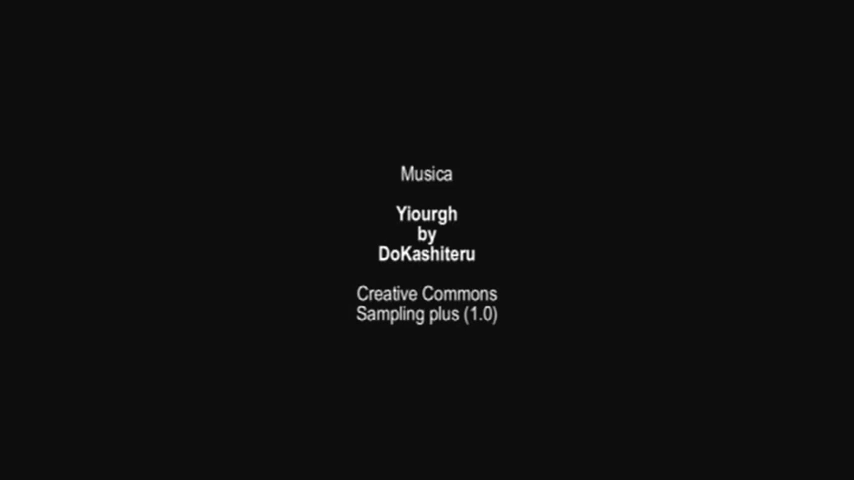 Musica
Yiourgh
by
DoKashiteru
Creative Commons
Sampling plus (1.0)